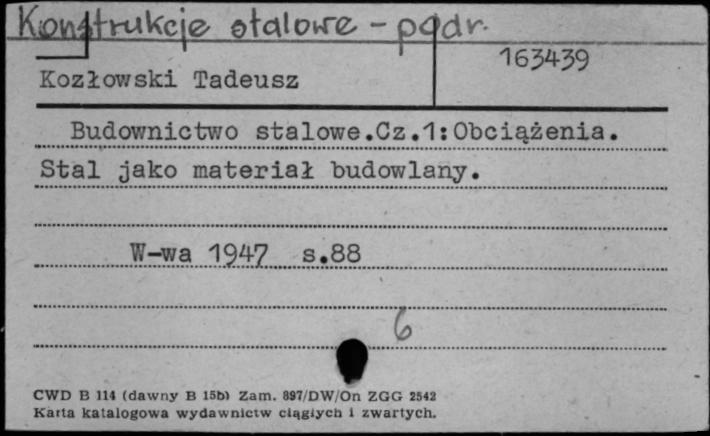 Konstrukcje stalowe - podr.
163439
Kozłowski Tadeusz
Budownictwo stalowe.Cz.1:Obciążenia.
Stal jako materiał budowlany.
W-wa 1947 s.88
6
CWD B 114 (dawny B 15b) Zam. 897/DW/On ZGG 2542
Karta katalogowa wydawnictw ciągłych i zwartych.